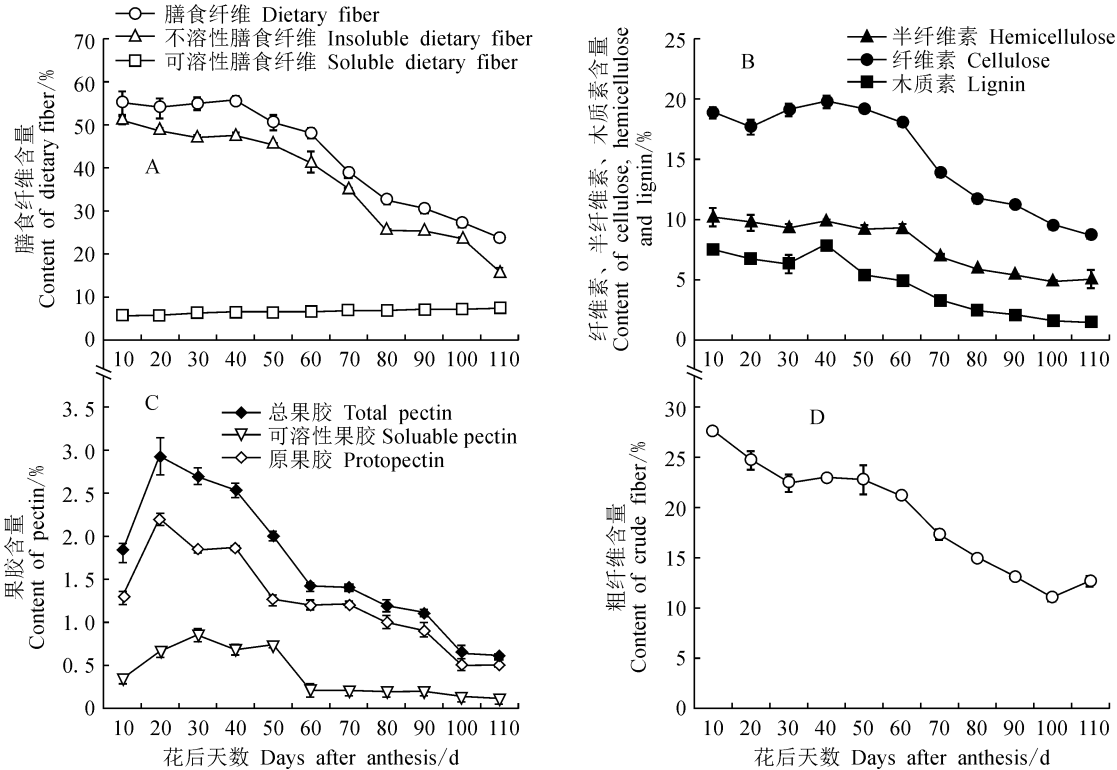 膳食纤维 Dietary fiber
不溶性膳食纤维 Insoluble dietary fiber
可溶性膳食纤维 Soluble dietary fiber
膳食纤维含量
Content of dietary fiber/%
70
60
50
40
30
20
10
0
A
10 20 30 40 50 60 70 80 90 100 110
半纤维素 Hemicellulose
纤维素 Cellulose
木质素 Lignin
纤维素、半纤维素、木质素含量
Content of cellulose, hemicellulose
and lignin/%
25
20
15
10
5
0
B
10 20 30 40 50 60 70 80 90 100 110
总果胶 Total pectin
可溶性果胶 Soluable pectin
原果胶 Protopectin
果胶含量
Content of pectin/%
3.5
3.0
2.5
2.0
1.5
1.0
0.5
0
C
10 20 30 40 50 60 70 80 90 100 110
花后天数 Days after anthesis/d
粗纤维含量
Content of crude fiber/%
30
25
20
15
10
5
0
D
10 20 30 40 50 60 70 80 90 100 110
花后天数 Days after anthesis/d